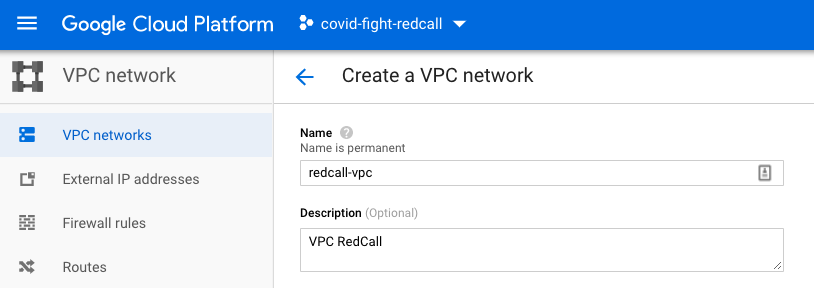 Google Cloud Platform
covid-fight-redcall
VPC network
Create a VPC network
VPC networks
External IP addresses
Firewall rules
Routes
Name
Name is permanent
redcall-vpc
Description (Optional)
VPC RedCall